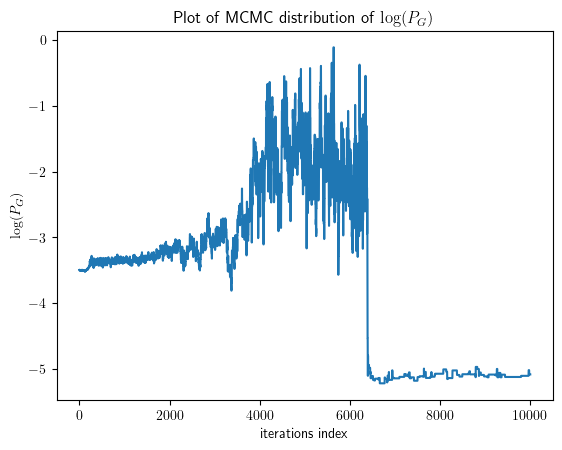 Plot of MCMC distribution of log(P_G)
log(P_G)
0
−1
−2
−3
−4
−5
0 2000 4000 6000 8000 10000
iterations index